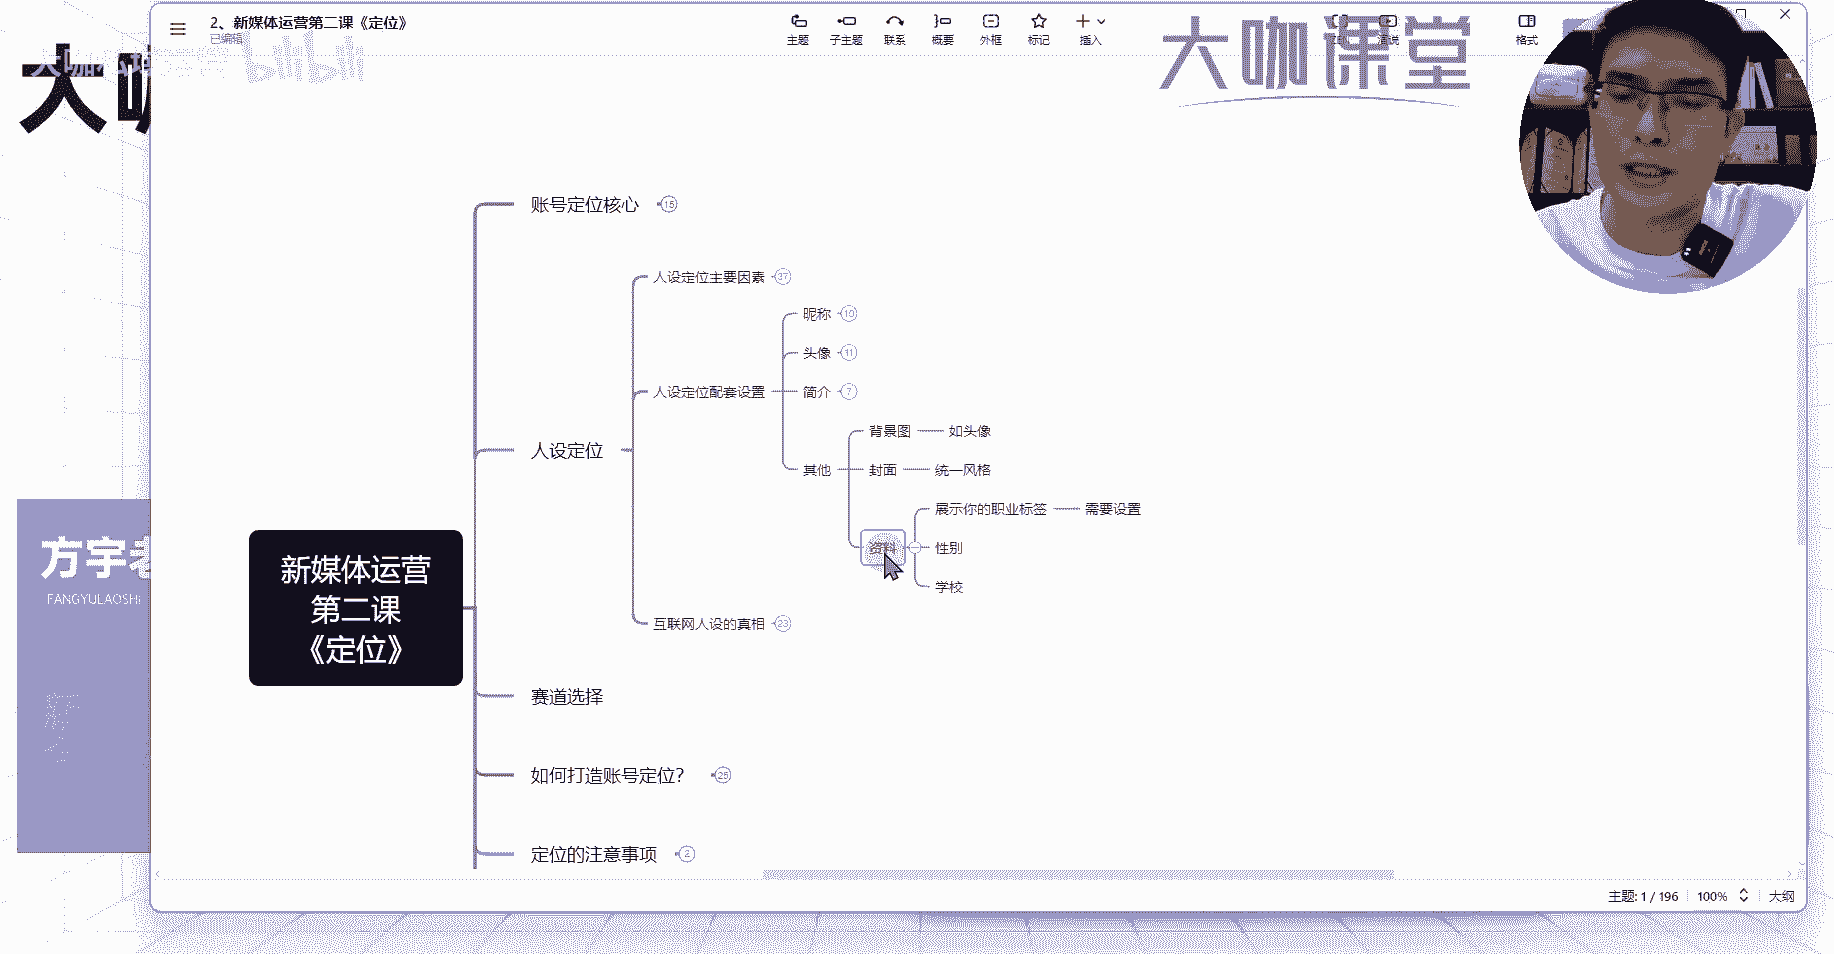 2、新媒体运营第二课《定位》
已编辑
主题
子主题
联系
概要
外框
标记
插入
格式
大咖课堂
bilibili
账号定位核心
15
人设定位主要因素
37
昵称
10
头像
11
人设定位配套设置
简介
7
背景图
如头像
人设定位
其他
封面
统一风格
展示你的职业标签
需要设置
资料
性别
学校
方宇
FANGYULAOSHI
新媒体运营
第二课
《定位》
互联网人设的真相
23
赛道选择
如何打造账号定位？
25
定位的注意事项
2
主题: 1 / 196
100%
大纲